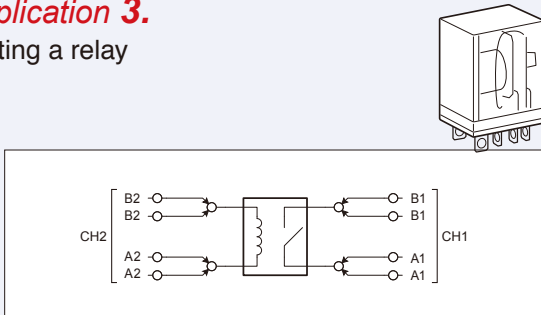 plication 3.
ting a relay
B2 B1
B2 B1
CH2 CH1
A2 A1
A2 A1